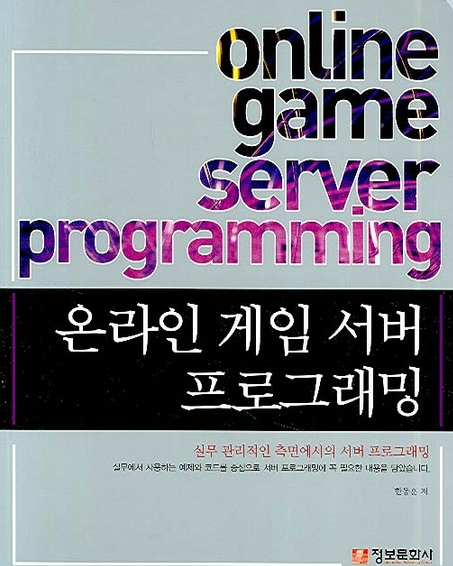 online
game
server
programming
온라인 게임 서버
프로그래밍
실무 관리적인 측면에서의 서버 프로그래밍
실무에서 사용하는 예제와 코드를 중심으로 서버 프로그래밍에 꼭 필요한 내용을 담았습니다.
한동훈 저
정보문화사